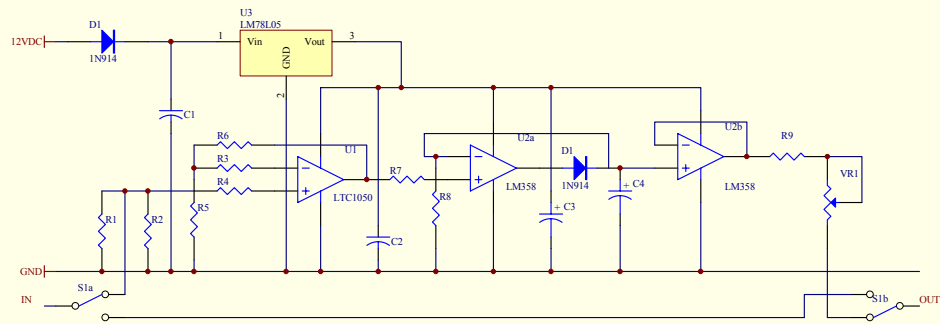 U3
D1
LM78L05
12VDC
1
Vin
Vout
3
1N914
GND
2
C1
R6
U1
U2a
U2b
R3
R7
D1
R9
R4
LTC1050
LM358
1N914
C4
LM358
VR1
R1
R2
R5
R8
C3
C2
GND
S1a
IN
S1b
OUT
+
+